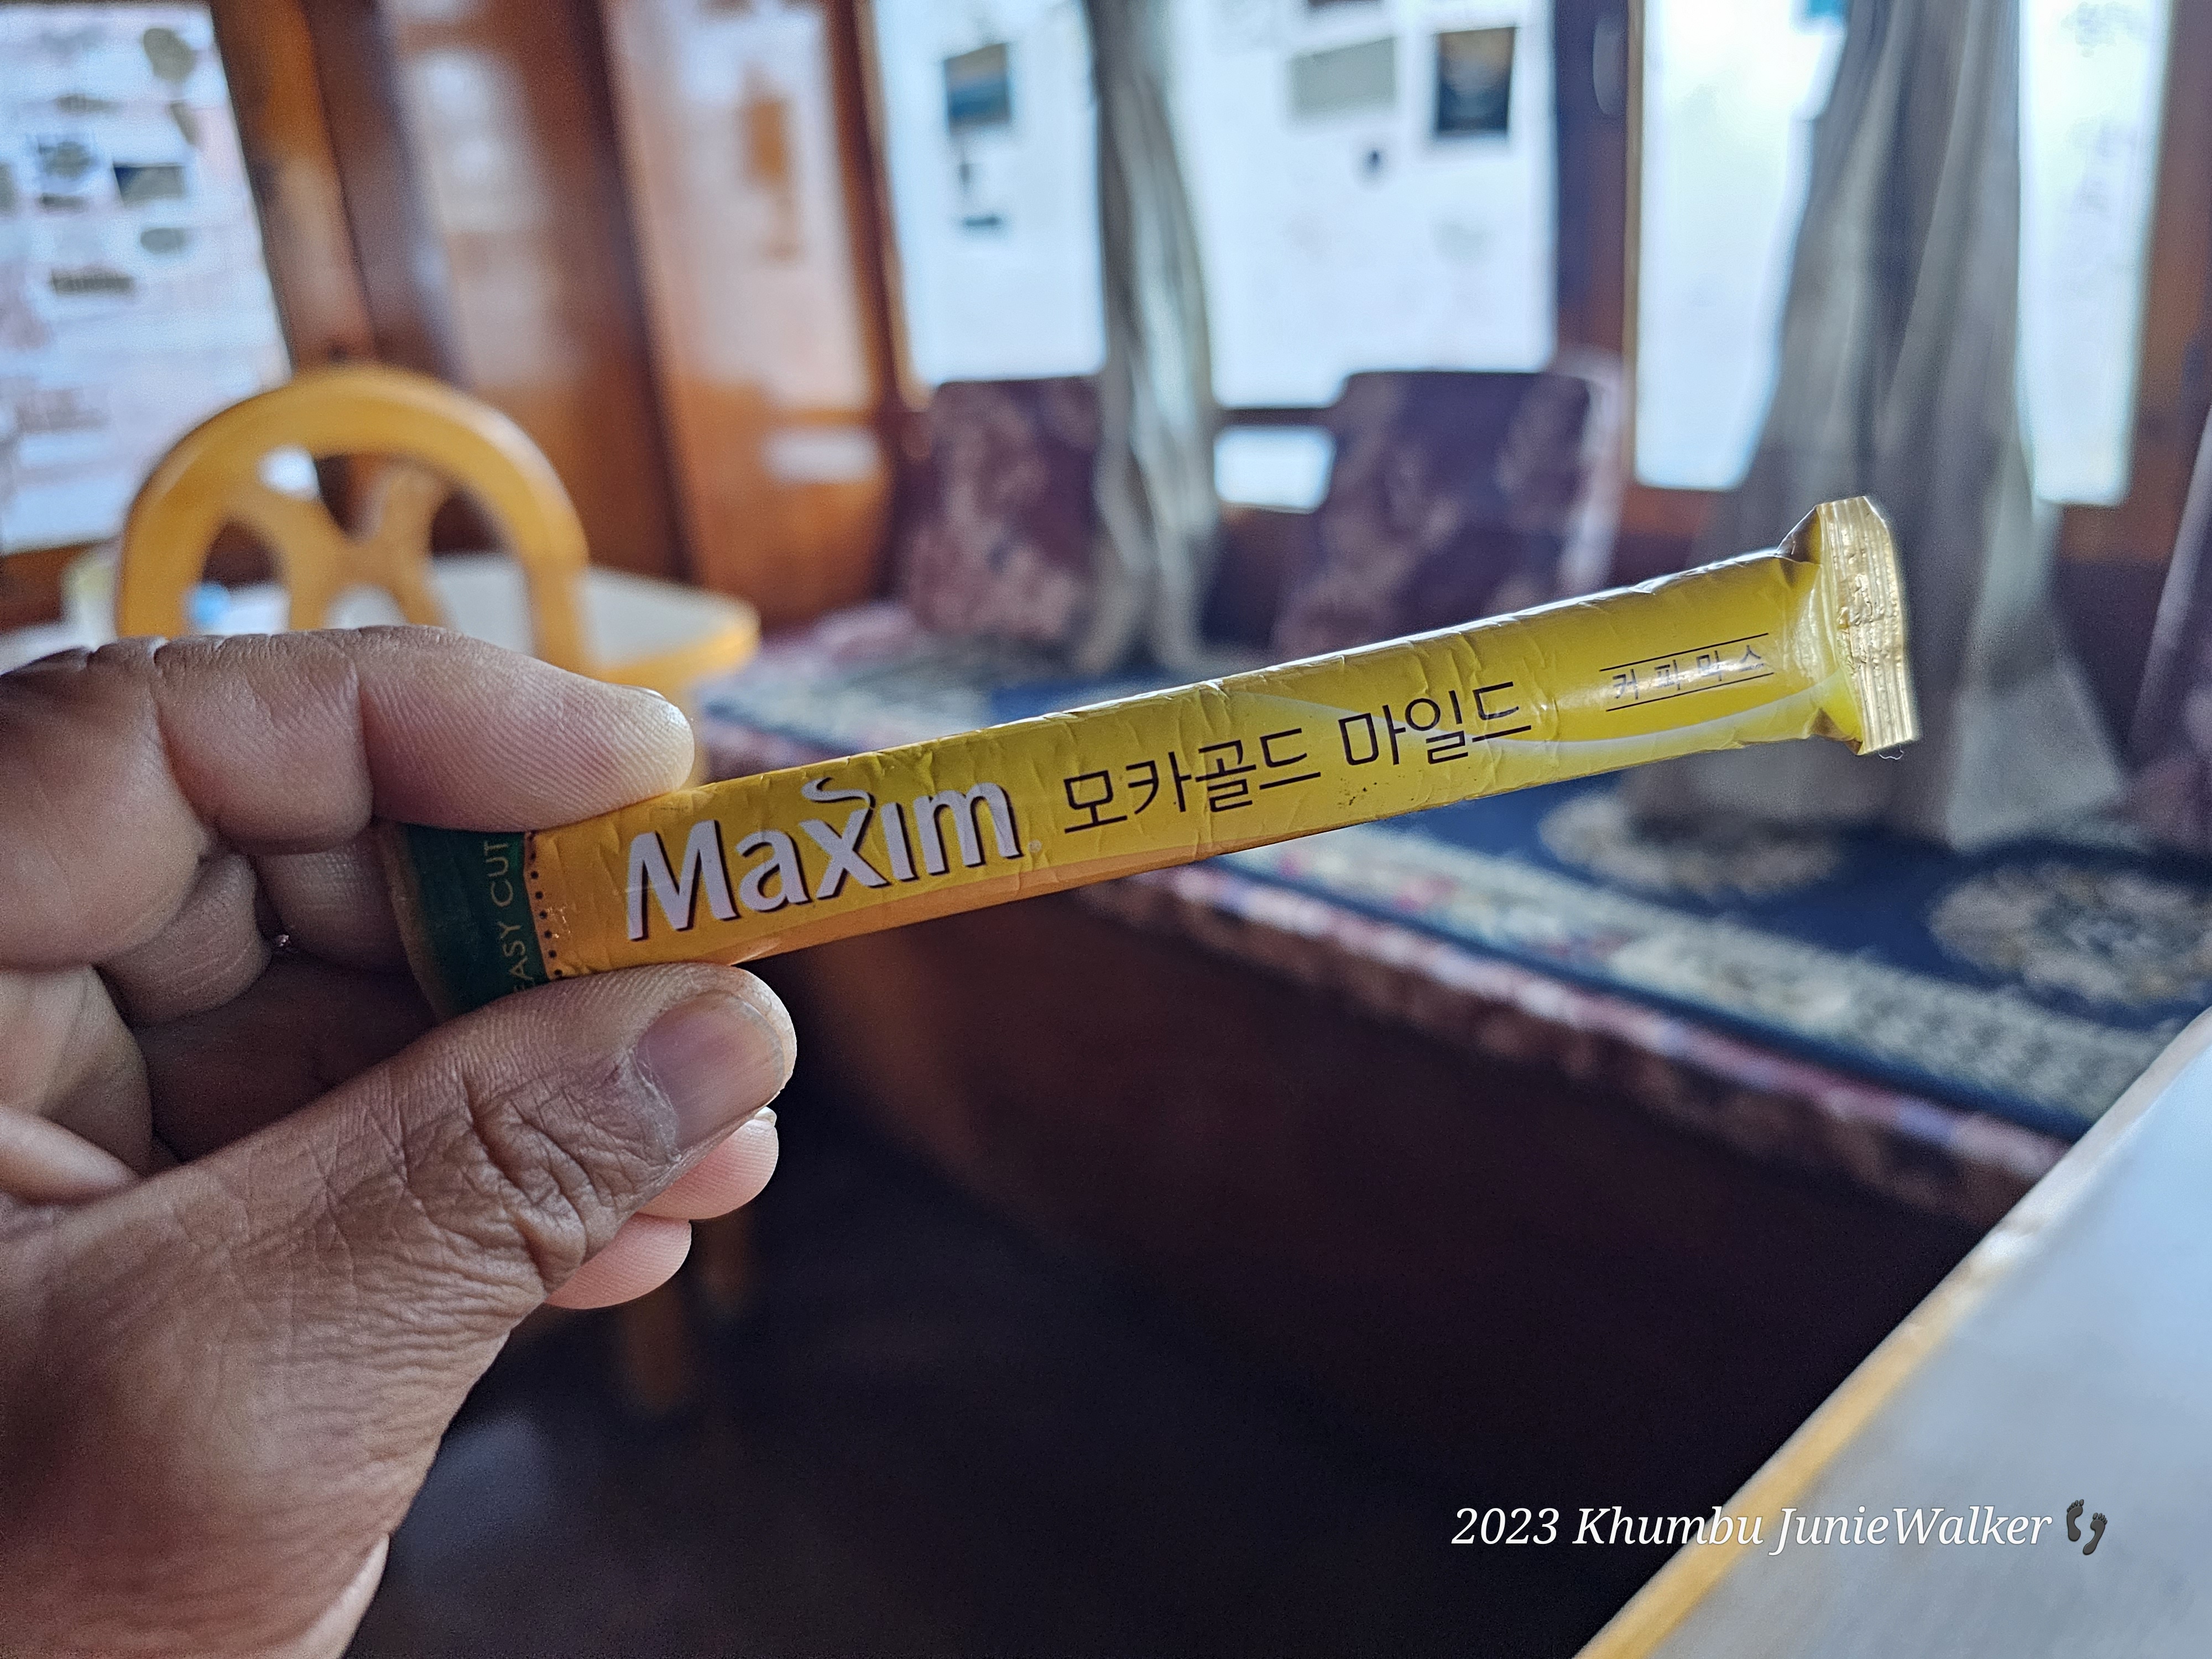 EASY CUT
Maxim 모카골드 마일드
커피믹스
2023 Khumbu JunieWalker 👣